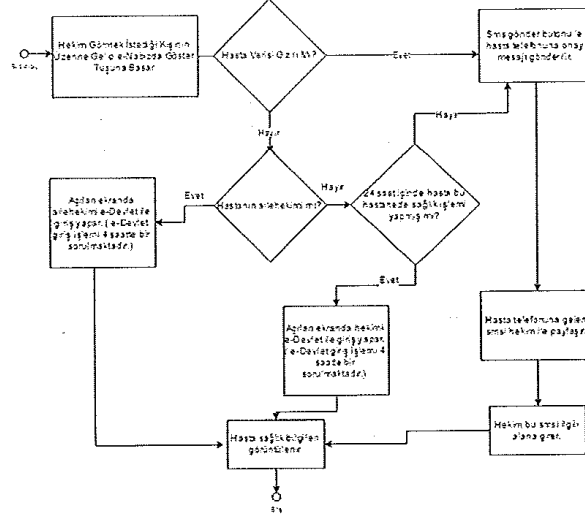 Hekim Görmek İstediği Kişinin
Üzerine Gelip e-Nabızda Göster
Tuşuna Basar
Hasta Verisi Gizli Mi?
Evet
Sms gönder butonu ile
hasta telefonuna onay
mesajı gönderilir.
Hayır
Hayır
Hastanın aile hekimi mi?
Hayır
24 saat içinde hasta bu
hastanede sağlık işlemi
yapmış mı?
Evet
Açılan ekranda
aile hekimi e-Devlet ile
giriş yapar. ( e-Devlet
giriş işlemi 4 saatte bir
sorulmaktadır.)
Evet
Açılan ekranda hekim
e-Devlet ile giriş yapar.
( e-Devlet giriş işlemi 4
saatte bir
sorulmaktadır.)
Hasta telefonuna gelen
smsi hekim ile paylaşır.
Hekim bu smsi ilgili
alana girer.
Hasta sağlık bilgileri
görüntülenir